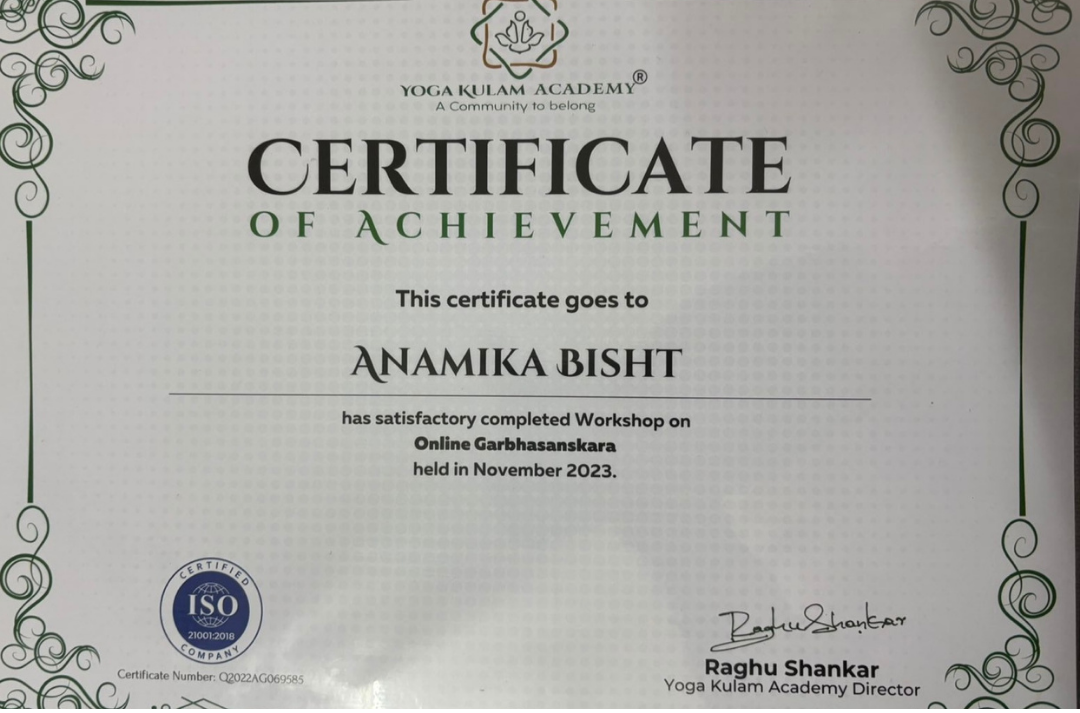 YOGA KULAM ACADEMY®
A Community to belong
CERTIFICATE
OF ACHIEVEMENT
This certificate goes to
ANAMIKA BISHT
has satisfactory completed Workshop on
Online Garbhasanskara
held in November 2023.
CERTIFIED
ISO
21001:2018
COMPANY
Certificate Number: Q2022AG069585
Raghu Shankar
Raghu Shankar
Yoga Kulam Academy Director